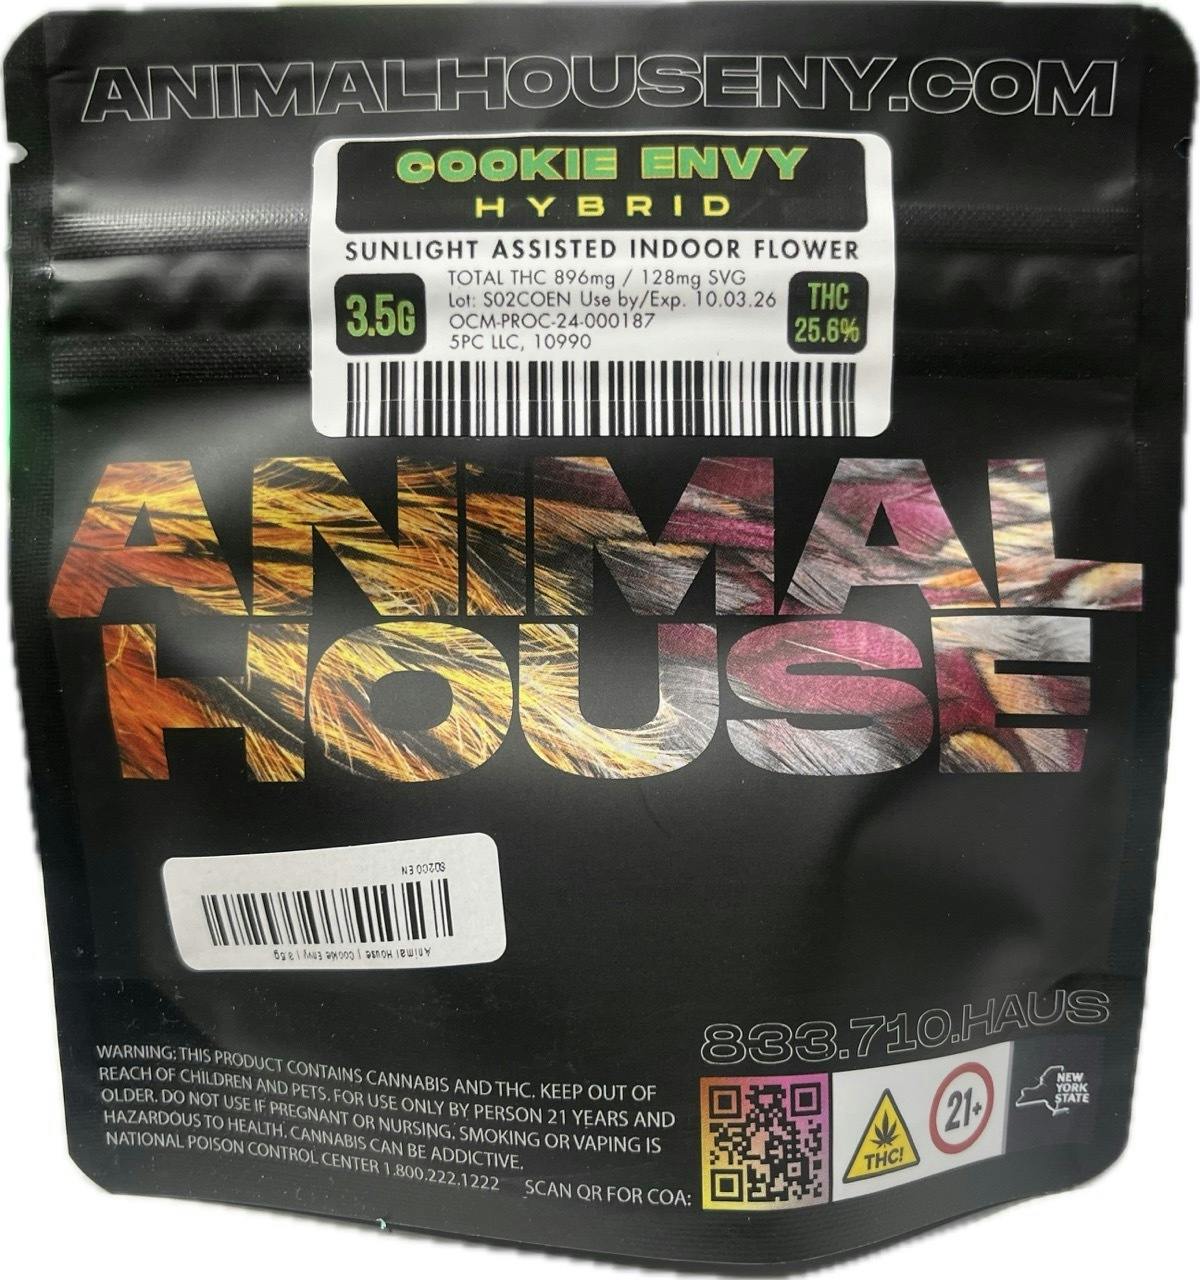 ANIMALHOUSENY.COM
COOKIE ENVY
HYBRID
SUNLIGHT ASSISTED INDOOR FLOWER
3.5G
TOTAL THC 896mg / 128mg SVG
Lot: S02COEN Use by/Exp. 10.03.26
OCM-PROC-24-000187
5PC LLC, 10990
THC
25.6%
ANIMAL
HOUSE
S02COEN
Animal House | Cookie Envy | 3.5g
833.710.HAUS
WARNING: THIS PRODUCT CONTAINS CANNABIS AND THC. KEEP OUT OF
REACH OF CHILDREN AND PETS. FOR USE ONLY BY PERSON 21 YEARS AND
OLDER. DO NOT USE IF PREGNANT OR NURSING. SMOKING OR VAPING IS
HAZARDOUS TO HEALTH. CANNABIS CAN BE ADDICTIVE.
NATIONAL POISON CONTROL CENTER 1.800.222.1222
SCAN QR FOR COA:
THC!
21+
NEW
YORK
STATE